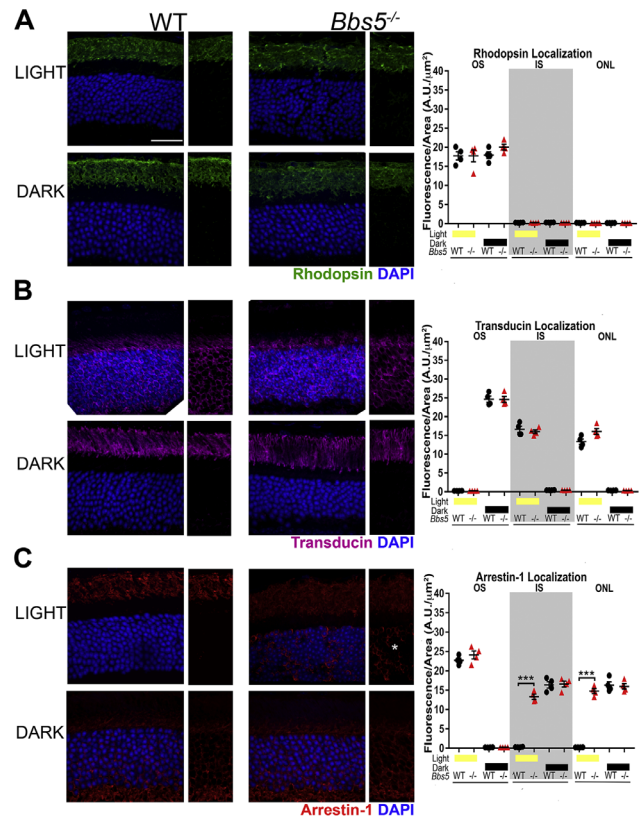 A
WT
Bbs5-/-
LIGHT
DARK
Rhodopsin DAPI
Rhodopsin Localization
OS IS ONL
Fluorescence/Area (A.U./µm²)
40
35
30
25
20
15
10
5
0
Light
Dark
Bbs5 WT -/- WT -/- WT -/- WT -/- WT -/- WT -/-
B
LIGHT
DARK
Transducin DAPI
Transducin Localization
OS IS ONL
Fluorescence/Area (A.U./µm²)
40
35
30
25
20
15
10
5
0
Light
Dark
Bbs5 WT -/- WT -/- WT -/- WT -/- WT -/- WT -/-
C
LIGHT
*
DARK
Arrestin-1 DAPI
Arrestin-1 Localization
OS IS ONL
Fluorescence/Area (A.U./µm²)
40
35
30
25
20
15
10
5
0
*** ***
Light
Dark
Bbs5 WT -/- WT -/- WT -/- WT -/- WT -/- WT -/-